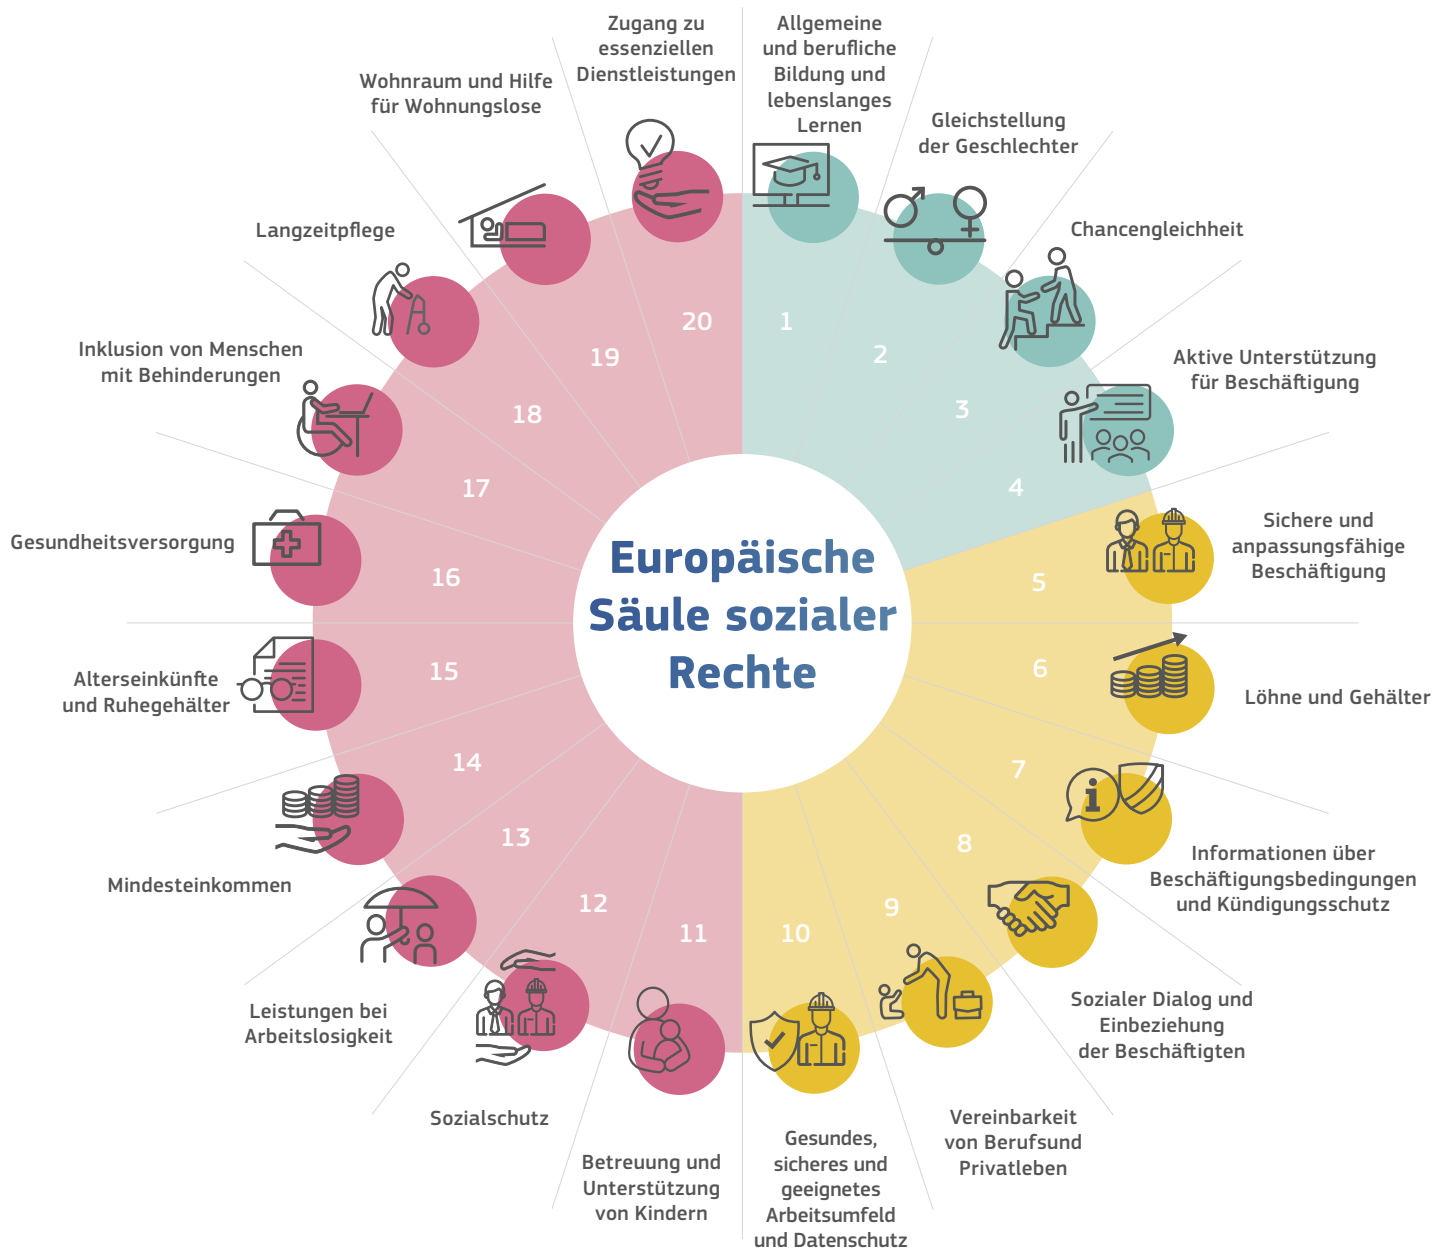 Europäische
Säule sozialer
Rechte
1
Allgemeine
und berufliche
Bildung und
lebenslanges
Lernen
2
Gleichstellung
der Geschlechter
3
Chancengleichheit
4
Aktive Unterstützung
für Beschäftigung
5
Sichere und
anpassungsfähige
Beschäftigung
6
Löhne und Gehälter
7
Informationen über
Beschäftigungsbedingungen
und Kündigungsschutz
8
Sozialer Dialog und
Einbeziehung
der Beschäftigten
9
Vereinbarkeit
von Berufsund
Privatleben
10
Gesundes,
sicheres und
geeignetes
Arbeitsumfeld
und Datenschutz
11
Betreuung und
Unterstützung
von Kindern
12
Sozialschutz
13
Leistungen bei
Arbeitslosigkeit
14
Mindesteinkommen
15
Alterseinkünfte
und Ruhegehälter
16
Gesundheitsversorgung
17
Inklusion von Menschen
mit Behinderungen
18
Langzeitpflege
19
Wohnraum und Hilfe
für Wohnungslose
20
Zugang zu
essenziellen
Dienstleistungen